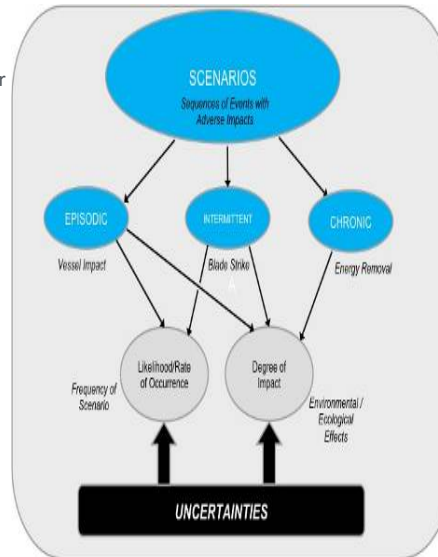 r
SCENARIOS
Sequences of Events with
Adverse Impacts
EPISODIC
INTERMITTENT
CHRONIC
Vessel Impact
Blade Strike
Energy Removal
Likelihood/Rate
of Occurrence
Degree of
Impact
Frequency of
Scenario
Environmental /
Ecological
Effects
UNCERTAINTIES